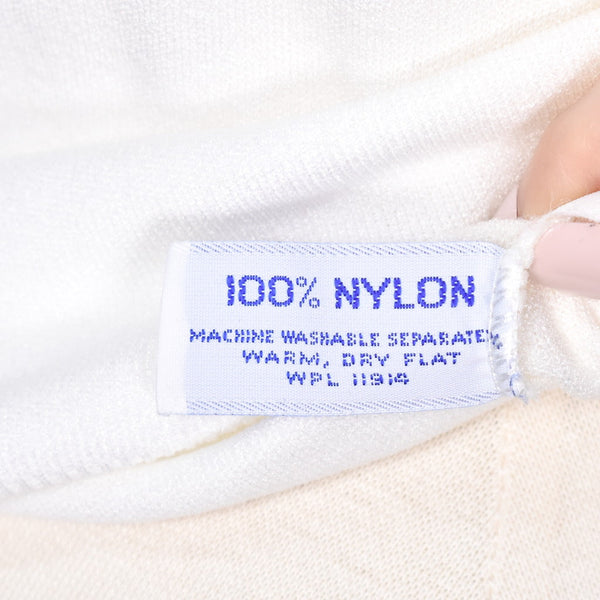 100% NYLON
MACHINE WASHABLE SEPARATELY
WARM, DRY FLAT
WPL 11914